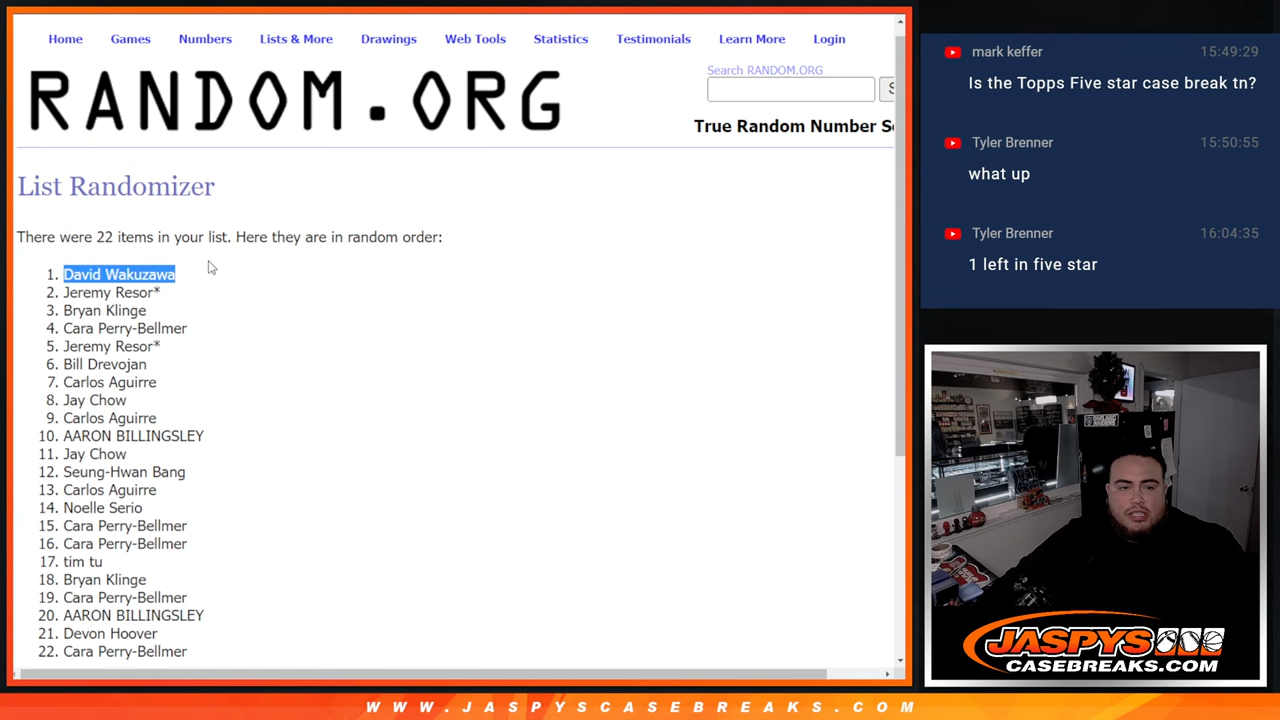 Home Games Numbers Lists & More Drawings Web Tools Statistics Testimonials Learn More Login
RANDOM.ORG
Search RANDOM.ORG
True Random Number S
List Randomizer
There were 22 items in your list. Here they are in random order:
1. David Wakuzawa
2. Jeremy Resor*
3. Bryan Klinge
4. Cara Perry-Bellmer
5. Jeremy Resor*
6. Bill Drevojan
7. Carlos Aguirre
8. Jay Chow
9. Carlos Aguirre
10. AARON BILLINGSLEY
11. Jay Chow
12. Seung-Hwan Bang
13. Carlos Aguirre
14. Noelle Serio
15. Cara Perry-Bellmer
16. Cara Perry-Bellmer
17. tim tu
18. Bryan Klinge
19. Cara Perry-Bellmer
20. AARON BILLINGSLEY
21. Devon Hoover
22. Cara Perry-Bellmer
mark keffer 15:49:29
Is the Topps Five star case break tn?
Tyler Brenner 15:50:55
what up
Tyler Brenner 16:04:35
1 left in five star
JASPYS
CASEBREAKS.COM
WWW.JASPYSCASEBREAKS.COM